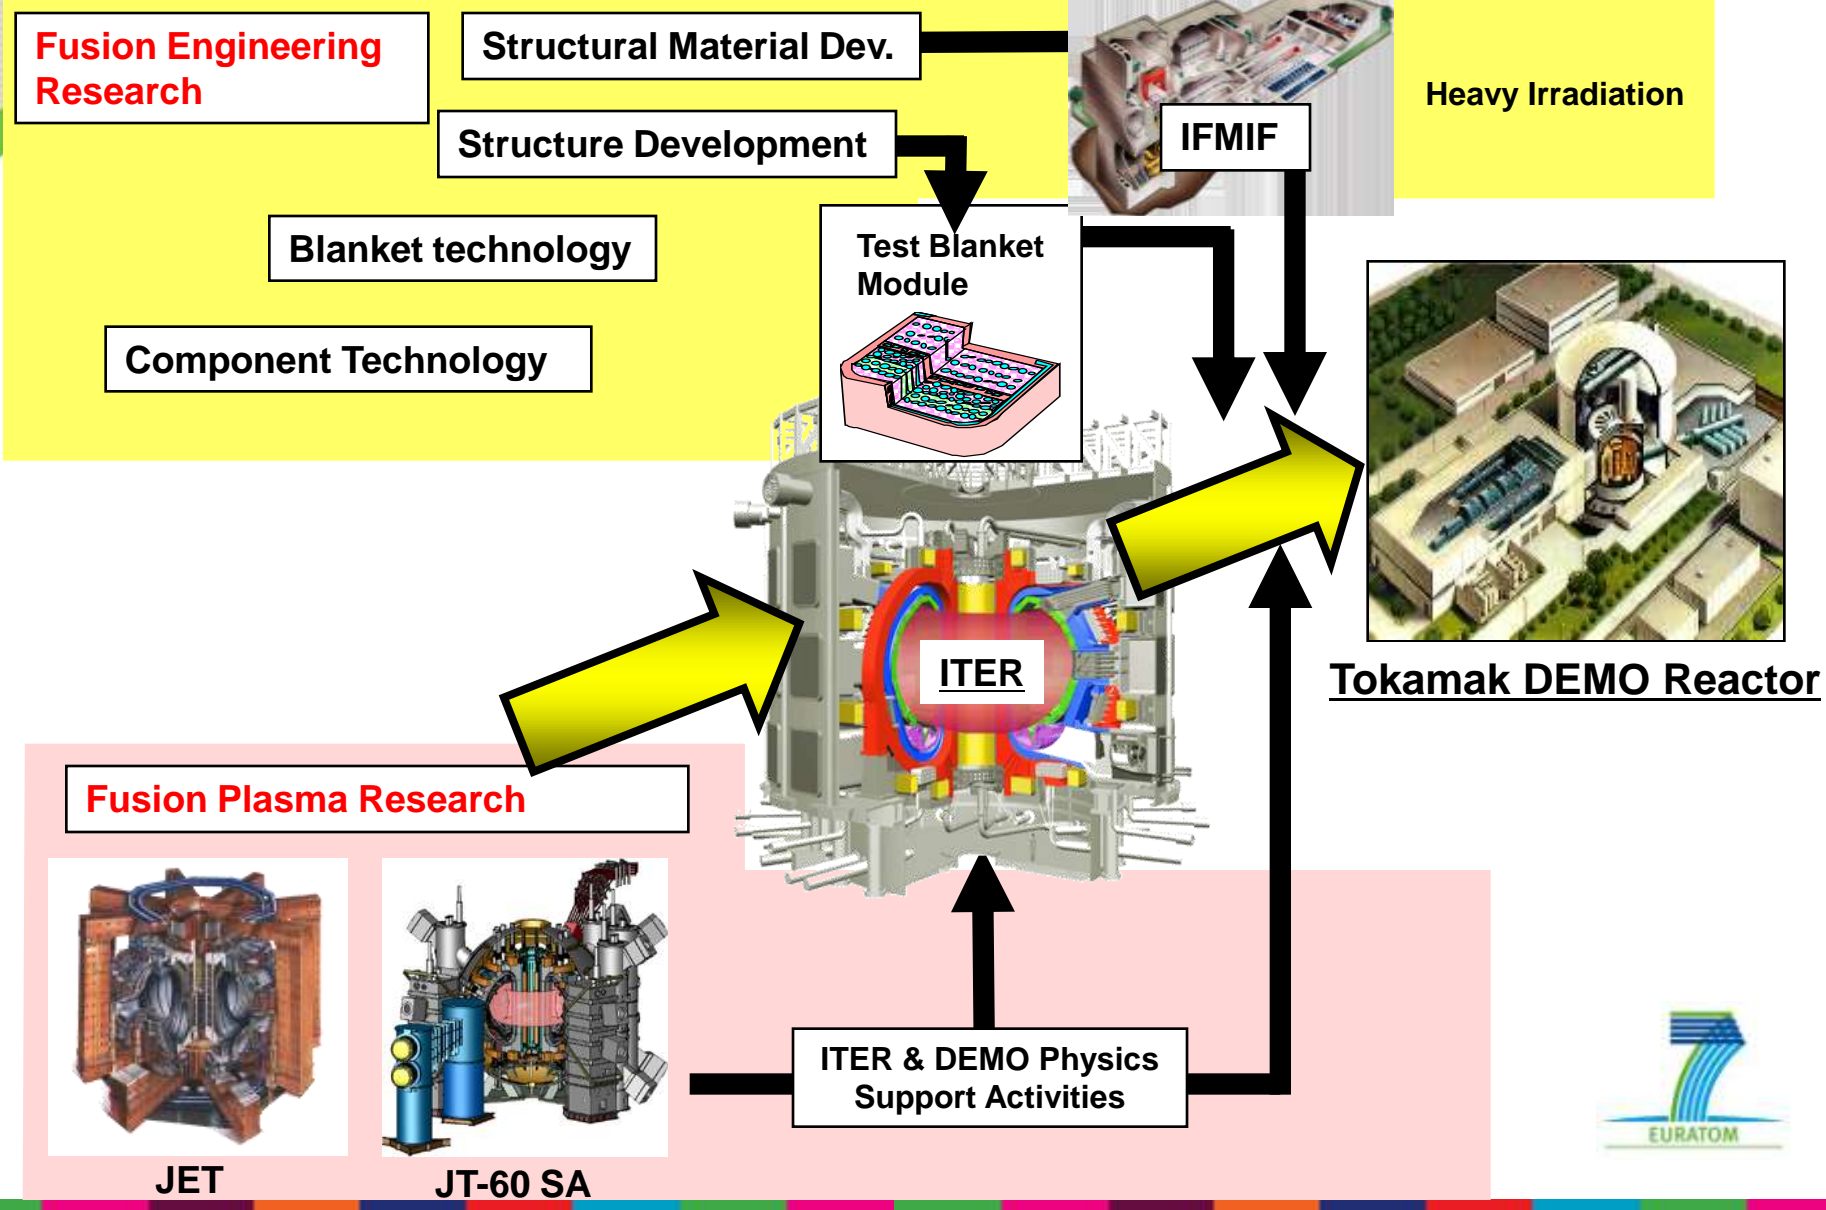 Fusion Engineering
Research
Structural Material Dev.
Heavy Irradiation
IFMIF
Structure Development
Blanket technology
Test Blanket
Module
Component Technology
ITER
Tokamak DEMO Reactor
Fusion Plasma Research
ITER & DEMO Physics
Support Activities
JET
JT-60 SA
7
EURATOM